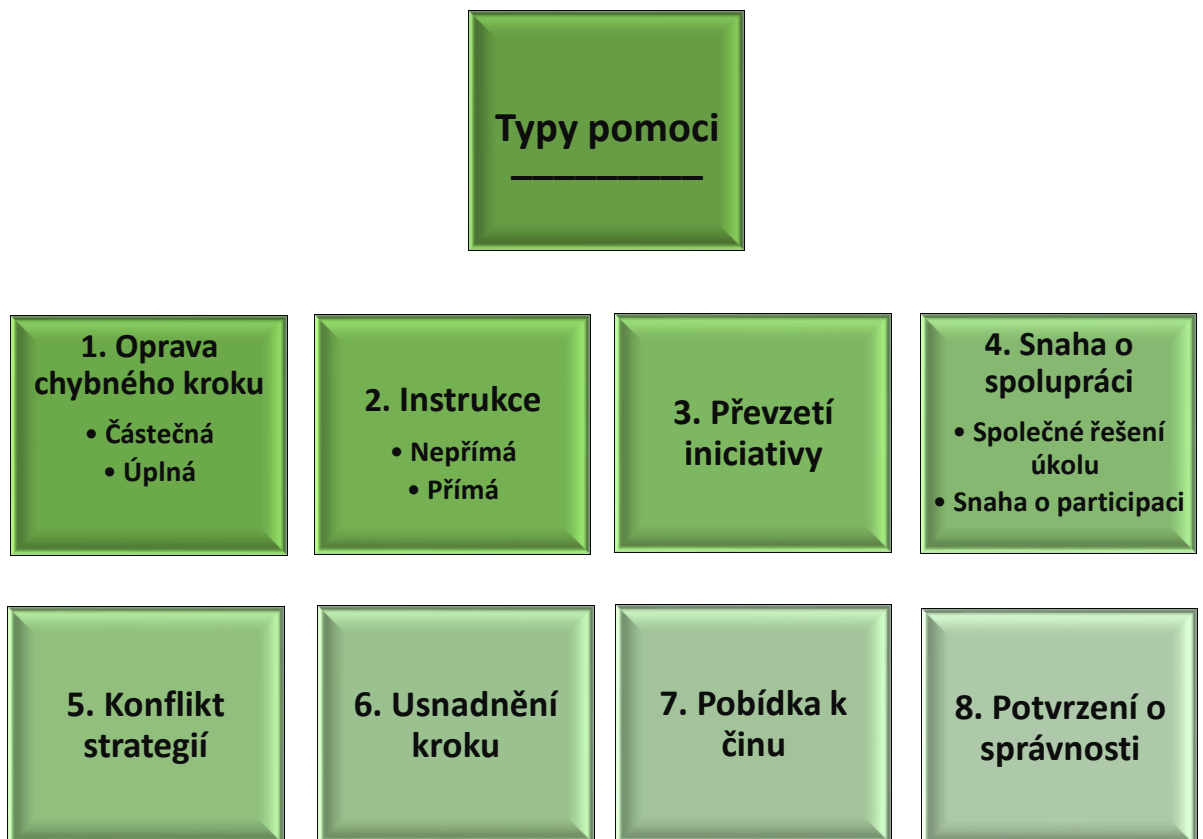 Typy pomoci
_________
1. Oprava
chybného kroku
• Částečná
• Úplná
2. Instrukce
• Nepřímá
• Přímá
3. Převzetí
iniciativy
4. Snaha o
spolupráci
• Společné řešení
úkolu
• Snaha o participaci
5. Konflikt
strategií
6. Usnadnění
kroku
7. Pobídka k
činu
8. Potvrzení o
správnosti